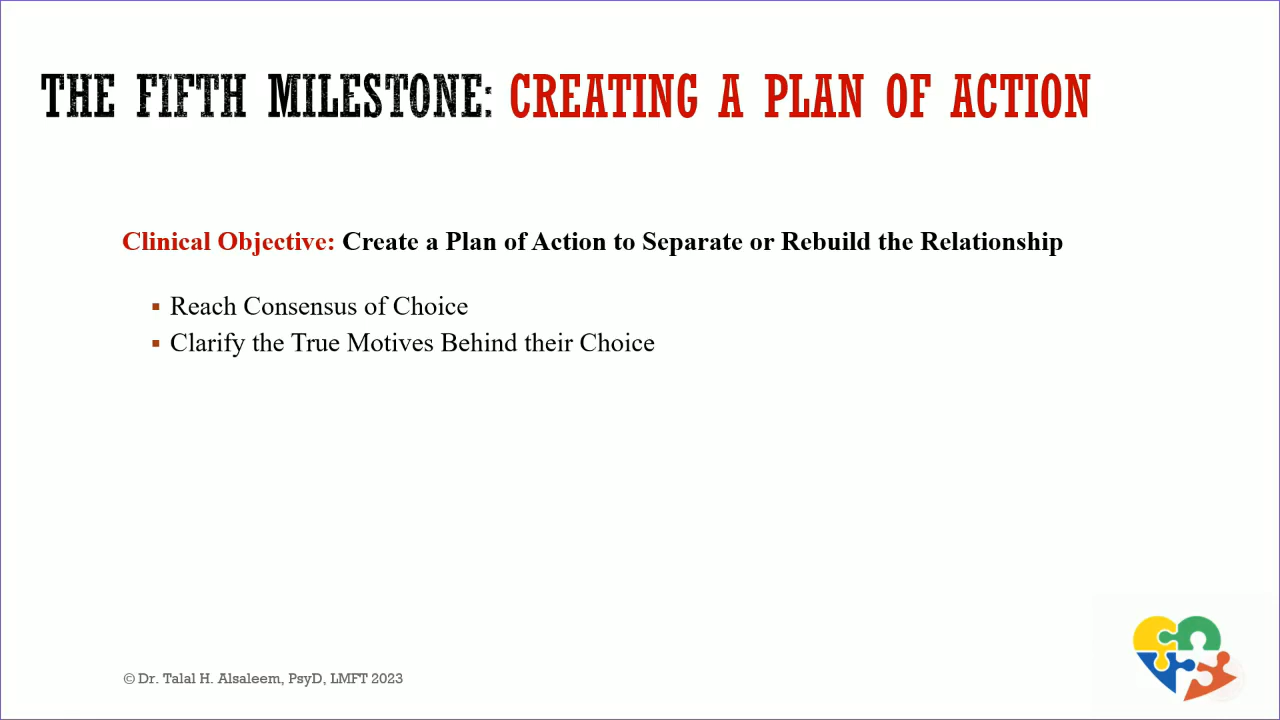 THE FIFTH MILESTONE: CREATING A PLAN OF ACTION
Clinical Objective: Create a Plan of Action to Separate or Rebuild the Relationship
▪ Reach Consensus of Choice
▪ Clarify the True Motives Behind their Choice
© Dr. Talal H. Alsaleem, PsyD, LMFT 2023